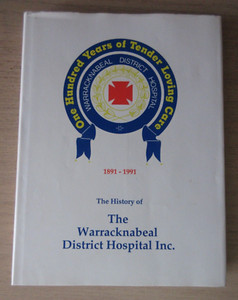 One Hundred Years of Tender Loving Care
WARRACKNABEAL DISTRICT HOSPITAL
1891 - 1991
The History of
The
Warracknabeal
District Hospital Inc.